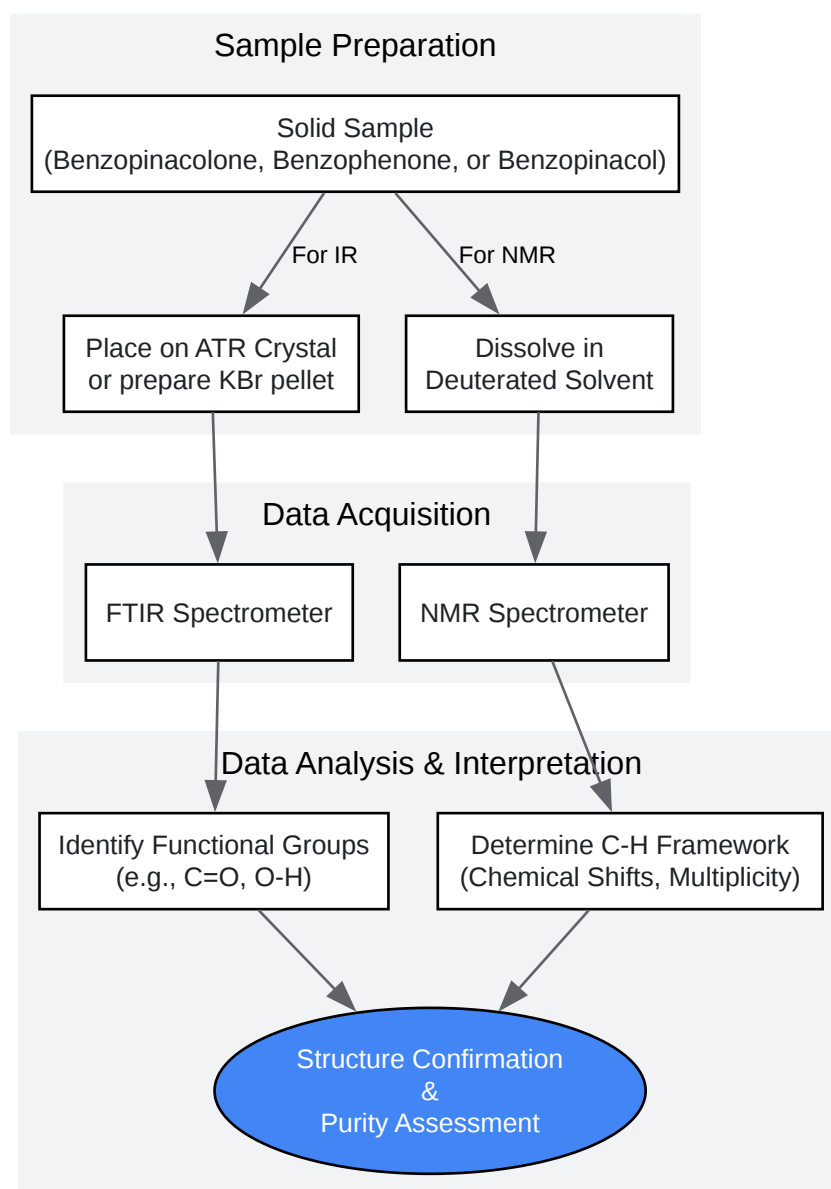 Sample Preparation
Solid Sample
(Benzopinacolone, Benzophenone, or Benzopinacol)
For IR
For NMR
Place on ATR Crystal
or prepare KBr pellet
Dissolve in
Deuterated Solvent
Data Acquisition
FTIR Spectrometer
NMR Spectrometer
Data Analysis & Interpretation
Identify Functional Groups
(e.g., C=O, O-H)
Determine C-H Framework
(Chemical Shifts, Multiplicity)
Structure Confirmation
&
Purity Assessment